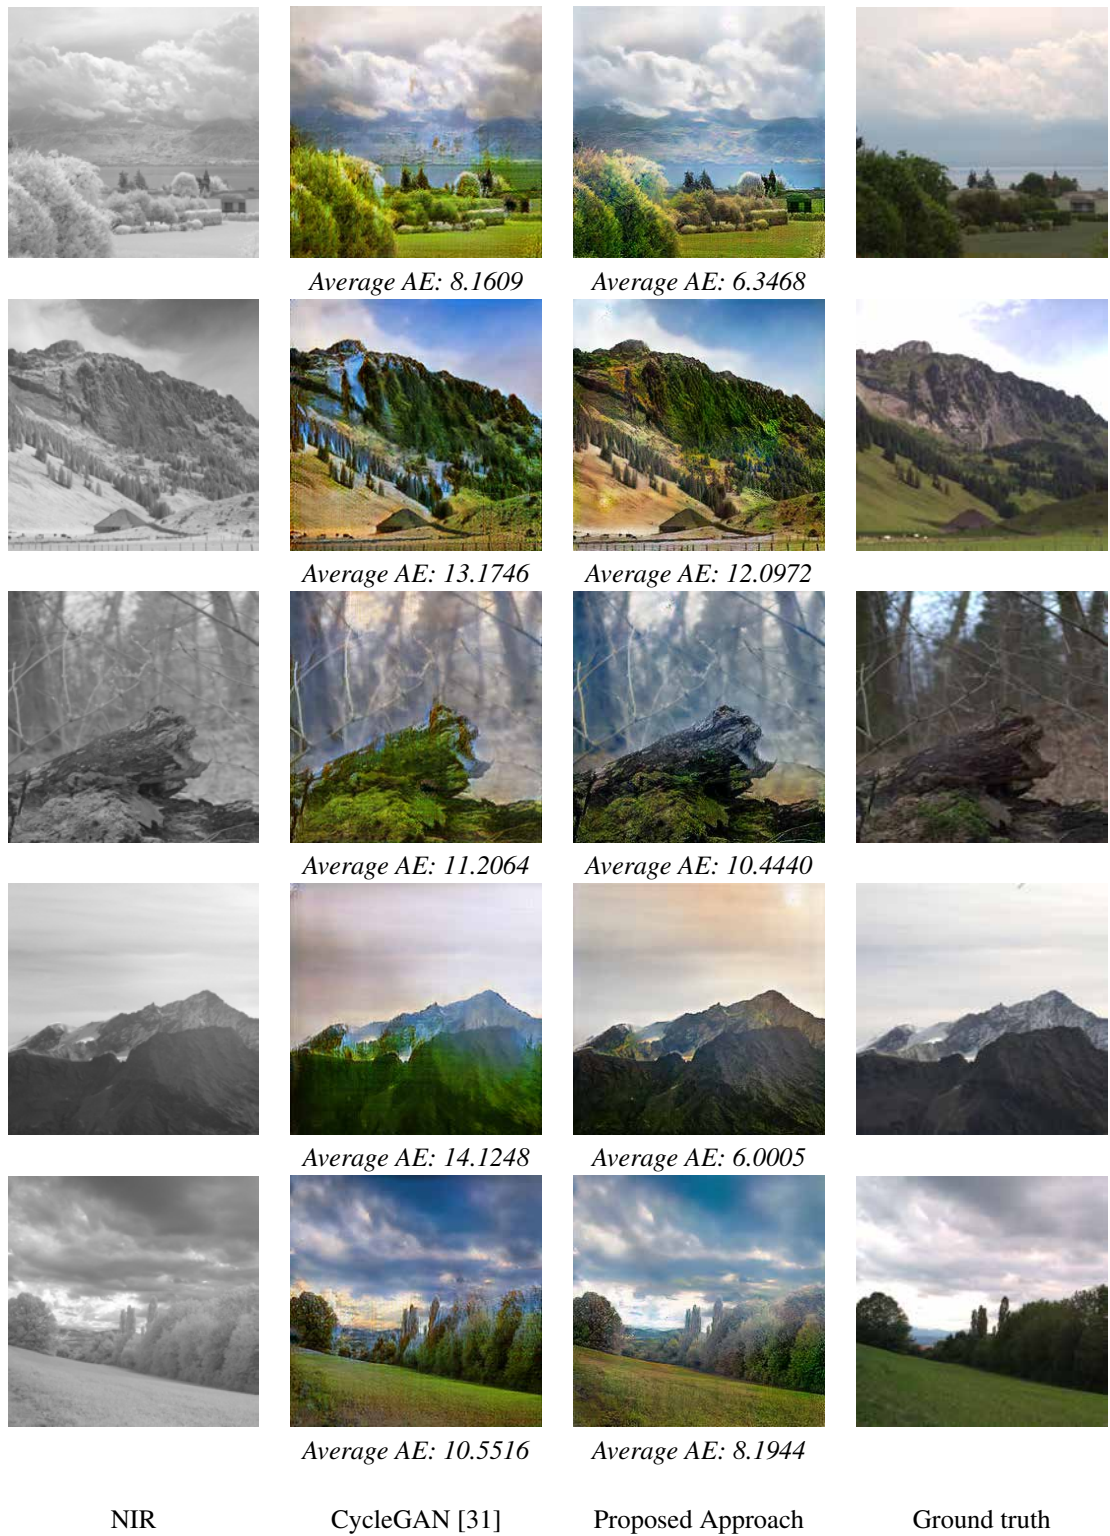 Average AE: 8.1609 Average AE: 6.3468
Average AE: 13.1746 Average AE: 12.0972
Average AE: 11.2064 Average AE: 10.4440
Average AE: 14.1248 Average AE: 6.0005
Average AE: 10.5516 Average AE: 8.1944
NIR CycleGAN [31] Proposed Approach Ground truth